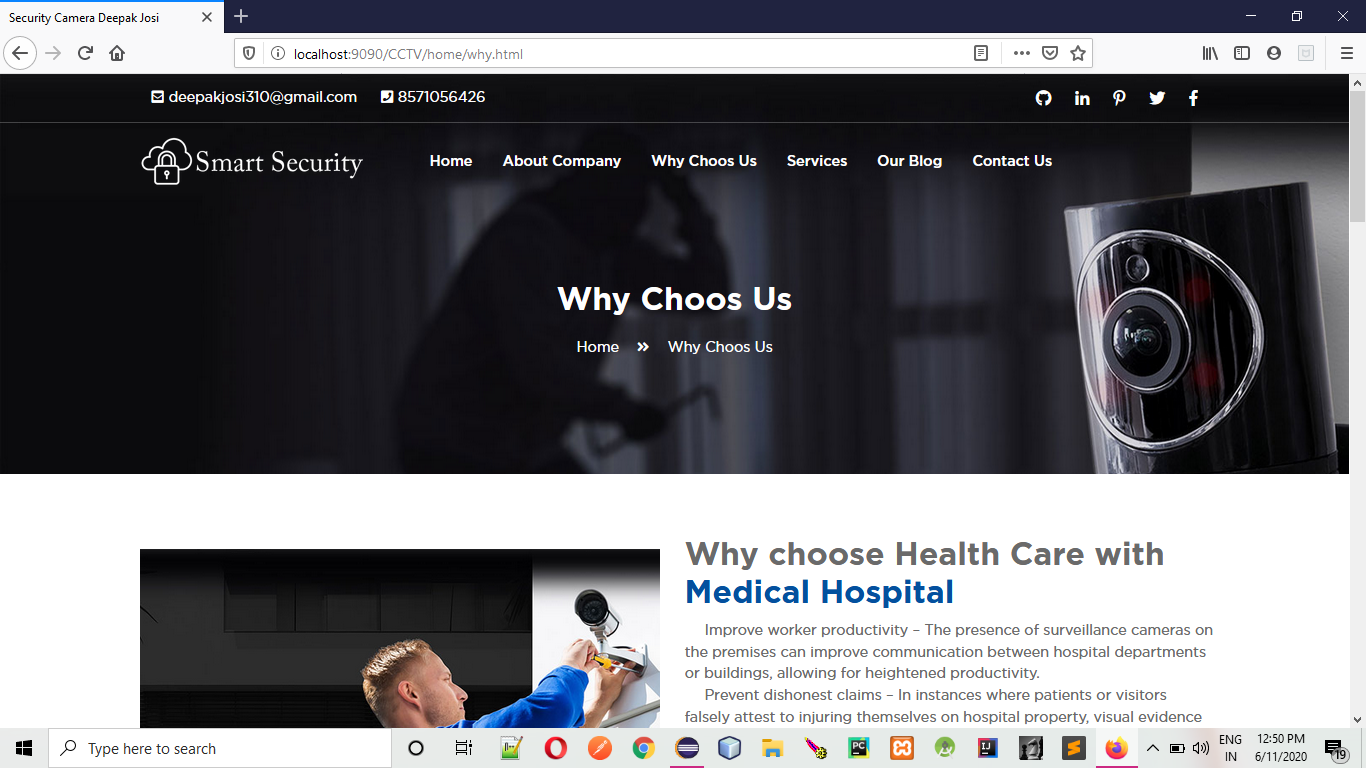 Security Camera Deepak Josi
localhost:9090/CCTV/home/why.html
deepakjosi310@gmail.com 8571056426
Smart Security
Home About Company Why Choos Us Services Our Blog Contact Us
Why Choos Us
Home » Why Choos Us
Why choose Health Care with
Medical Hospital
Improve worker productivity – The presence of surveillance cameras on
the premises can improve communication between hospital departments
or buildings, allowing for heightened productivity.
Prevent dishonest claims – In instances where patients or visitors
falsely attest to injuring themselves on hospital property, visual evidence
Type here to search
ENG
IN
12:50 PM
6/11/2020
19